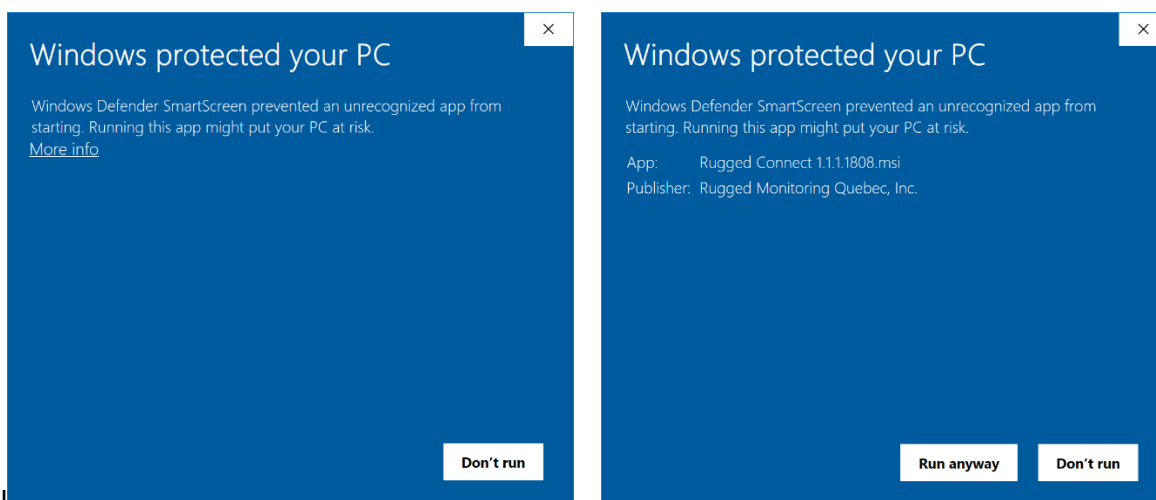 Windows protected your PC
Windows Defender SmartScreen prevented an unrecognized app from
starting. Running this app might put your PC at risk.
More info
Don't run
Windows protected your PC
Windows Defender SmartScreen prevented an unrecognized app from
starting. Running this app might put your PC at risk.
App: Rugged Connect 1.1.1.1808.msi
Publisher: Rugged Monitoring Quebec, Inc.
Run anyway Don't run